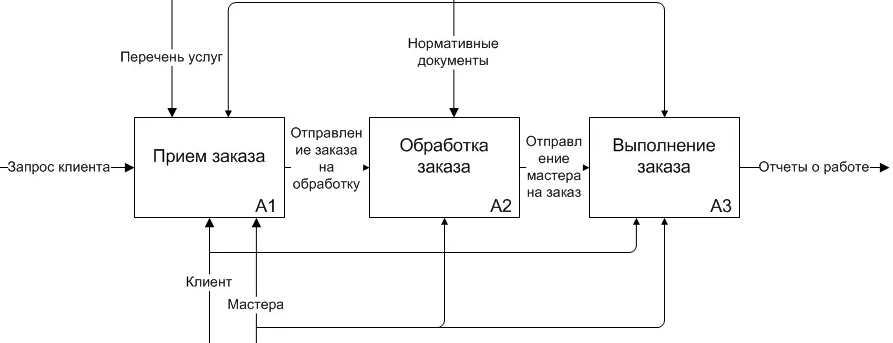 Перечень услуг
Нормативные
документы
Запрос клиента
Прием заказа
A1
Отправлен
ие заказа
на
обработку
Обработка
заказа
A2
Отправл
ение
мастера
на заказ
Выполнение
заказа
A3
Отчеты о работе
Клиент
Мастера